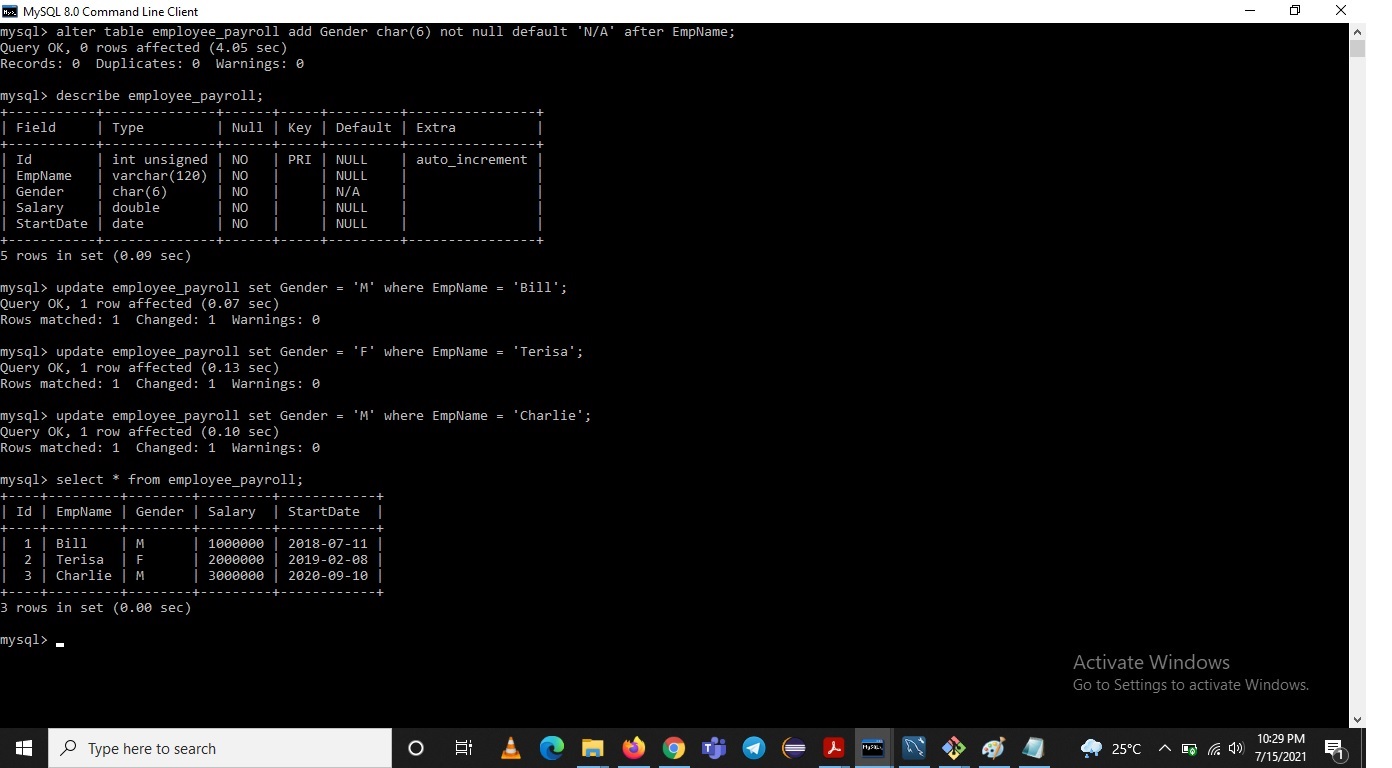 MySQL 8.0 Command Line Client
mysql> alter table employee_payroll add Gender char(6) not null default 'N/A' after EmpName;
Query OK, 0 rows affected (4.05 sec)
Records: 0  Duplicates: 0  Warnings: 0
mysql> describe employee_payroll;
+-----------+--------------+------+-----+---------+----------------+
| Field     | Type         | Null | Key | Default | Extra          |
+-----------+--------------+------+-----+---------+----------------+
| Id        | int unsigned | NO   | PRI | NULL    | auto_increment |
| EmpName   | varchar(120) | NO   |     | NULL    |                |
| Gender    | char(6)      | NO   |     | N/A     |                |
| Salary    | double       | NO   |     | NULL    |                |
| StartDate | date         | NO   |     | NULL    |                |
+-----------+--------------+------+-----+---------+----------------+
5 rows in set (0.09 sec)
mysql> update employee_payroll set Gender = 'M' where EmpName = 'Bill';
Query OK, 1 row affected (0.07 sec)
Rows matched: 1  Changed: 1  Warnings: 0
mysql> update employee_payroll set Gender = 'F' where EmpName = 'Terisa';
Query OK, 1 row affected (0.13 sec)
Rows matched: 1  Changed: 1  Warnings: 0
mysql> update employee_payroll set Gender = 'M' where EmpName = 'Charlie';
Query OK, 1 row affected (0.10 sec)
Rows matched: 1  Changed: 1  Warnings: 0
mysql> select * from employee_payroll;
+----+---------+--------+---------+------------+
| Id | EmpName | Gender | Salary  | StartDate  |
+----+---------+--------+---------+------------+
|  1 | Bill    | M      | 1000000 | 2018-07-11 |
|  2 | Terisa  | F      | 2000000 | 2019-02-08 |
|  3 | Charlie | M      | 3000000 | 2020-09-10 |
+----+---------+--------+---------+------------+
3 rows in set (0.00 sec)
mysql>
Activate Windows
Go to Settings to activate Windows.
Type here to search
MySQL
25°C
10:29 PM
7/15/2021
1